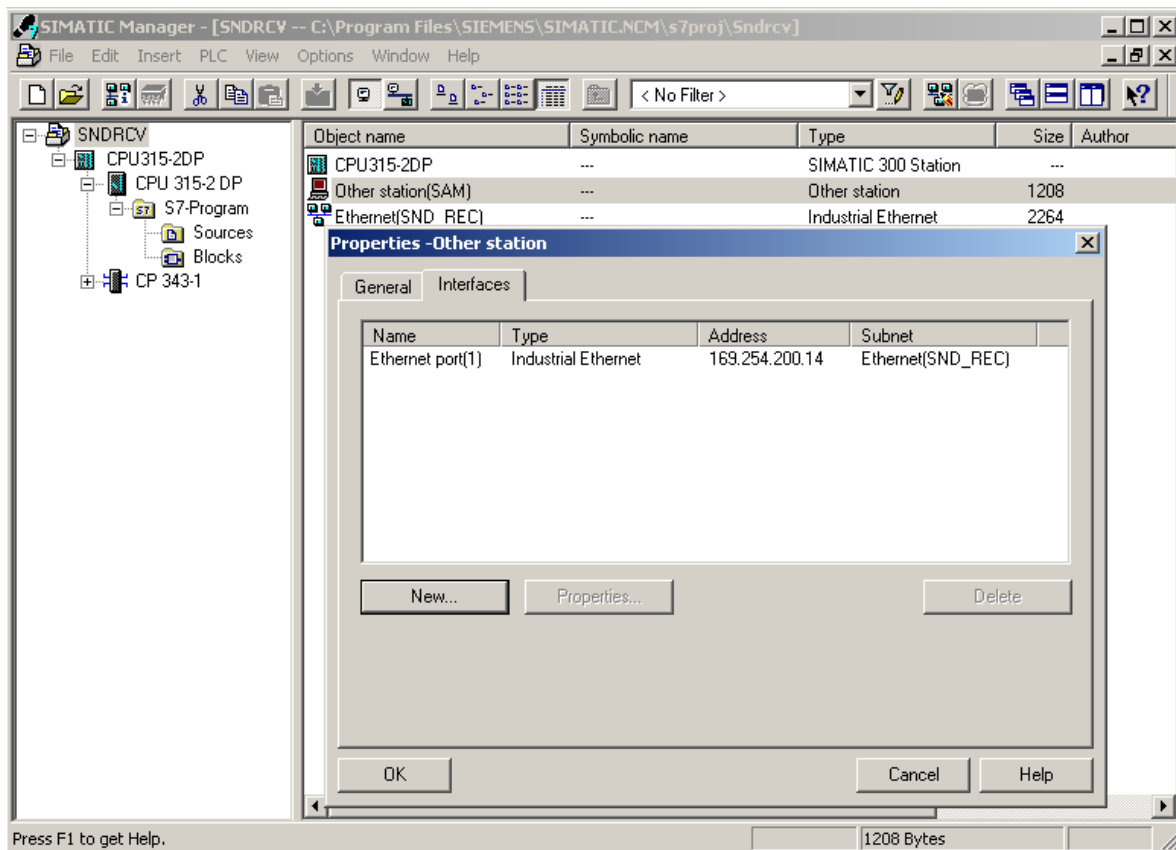 SIMATIC Manager - [SNDRCV -- C:\Program Files\SIEMENS\SIMATIC.NCM\s7proj\Sndrcv]
File Edit Insert PLC View Options Window Help
< No Filter >
SNDRCV
CPU315-2DP
CPU 315-2 DP
S7-Program
Sources
Blocks
CP 343-1
Object name Symbolic name Type Size Author
CPU315-2DP --- SIMATIC 300 Station ---
Other station(SAM) --- Other station 1208
Ethernet(SND_REC) --- Industrial Ethernet 2264
Properties -Other station
General Interfaces
Name Type Address Subnet
Ethernet port(1) Industrial Ethernet 169.254.200.14 Ethernet(SND_REC)
New... Properties... Delete
OK Cancel Help
Press F1 to get Help. 1208 Bytes